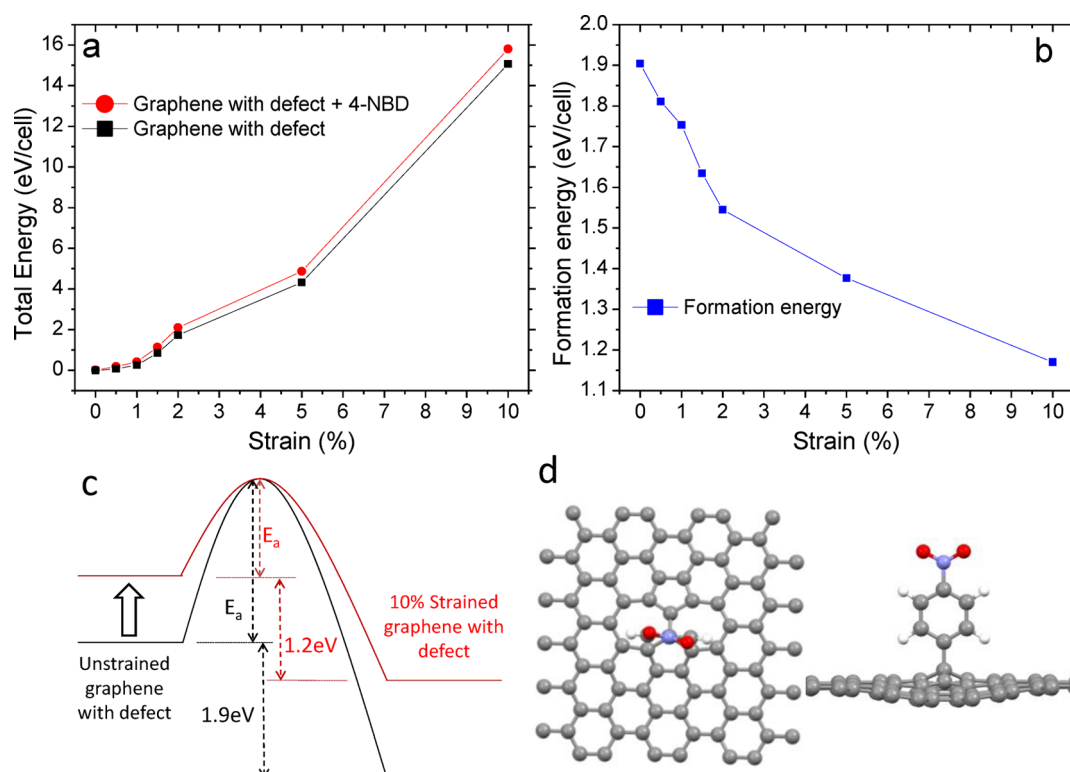 a
Total Energy (eV/cell)
16
14
12
10
8
6
4
2
0
Graphene with defect + 4-NBD
Graphene with defect
0 1 2 3 4 5 6 7 8 9 10
Strain (%)
b
Formation energy (eV/cell)
2.0
1.9
1.8
1.7
1.6
1.5
1.4
1.3
1.2
1.1
Formation energy
0 1 2 3 4 5 6 7 8 9 10
Strain (%)
c
Ea
Ea
1.2eV
1.9eV
Unstrained
graphene
with defect
10% Strained
graphene with
defect
d